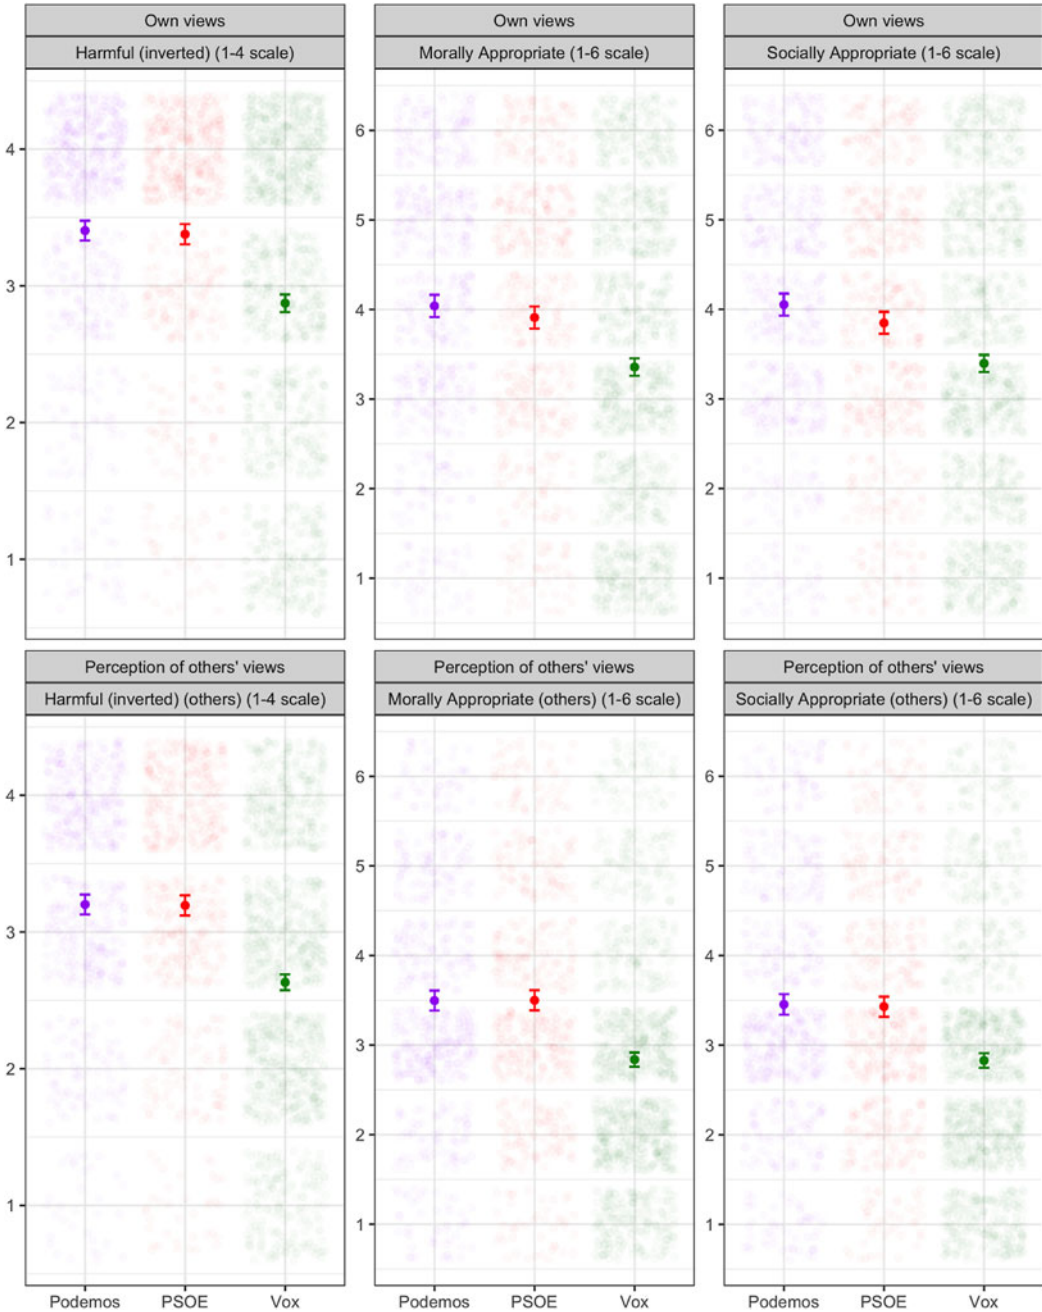 Own views
Own views
Own views
Harmful (inverted) (1-4 scale)
Morally Appropriate (1-6 scale)
Socially Appropriate (1-6 scale)
4
3
2
1
6
5
4
3
2
1
6
5
4
3
2
1
Perception of others' views
Perception of others' views
Perception of others' views
Harmful (inverted) (others) (1-4 scale)
Morally Appropriate (others) (1-6 scale)
Socially Appropriate (others) (1-6 scale)
4
3
2
1
6
5
4
3
2
1
6
5
4
3
2
1
Podemos PSOE Vox
Podemos PSOE Vox
Podemos PSOE Vox